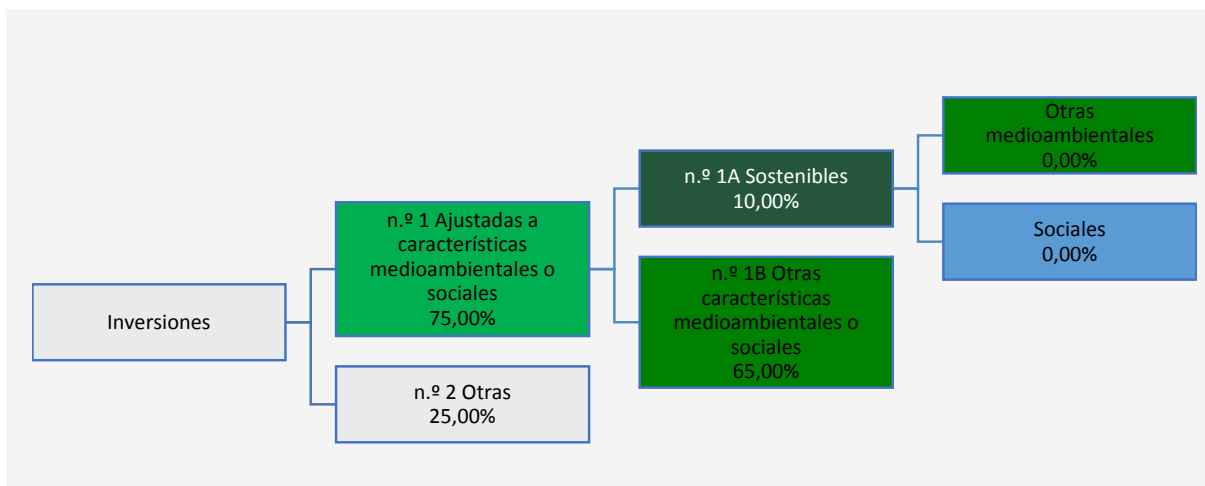 Inversiones
n.º 1 Ajustadas a
características
medioambientales o
sociales
75,00%
n.º 2 Otras
25,00%
n.º 1A Sostenibles
10,00%
n.º 1B Otras
características
medioambientales o
sociales
65,00%
Otras
medioambientales
0,00%
Sociales
0,00%